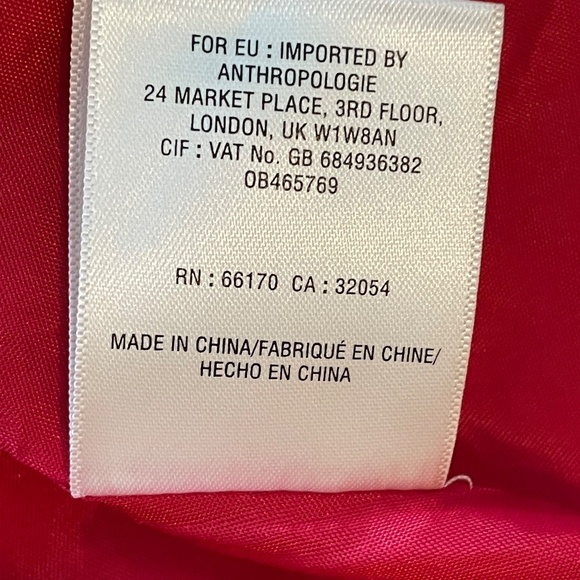 FOR EU : IMPORTED BY
ANTHROPOLOGIE
24 MARKET PLACE, 3RD FLOOR,
LONDON, UK W1W8AN
CIF : VAT No. GB 684936382
OB465769
RN : 66170 CA : 32054
MADE IN CHINA/FABRIQUÉ EN CHINE/
HECHO EN CHINA